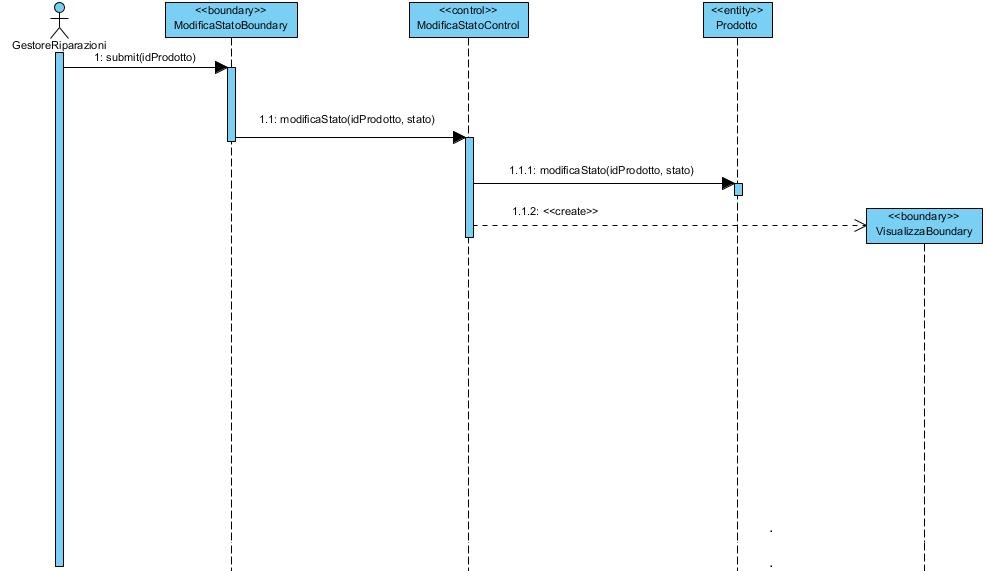 <<boundary>>
ModificaStatoBoundary
<<control>>
ModificaStatoControl
<<entity>>
Prodotto
GestoreRiparazioni
1: submit(idProdotto)
1.1: modificaStato(idProdotto, stato)
1.1.1: modificaStato(idProdotto, stato)
1.1.2: <<create>>
<<boundary>>
VisualizzaBoundary